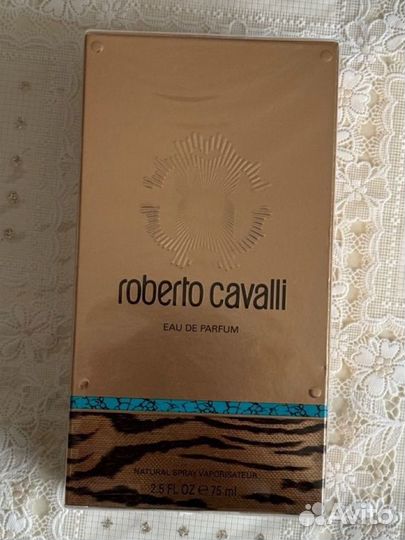 roberto cavalli
EAU DE PARFUM
NATURAL SPRAY VAPORISATEUR
2.5 FL OZ e 75 ml
Avito